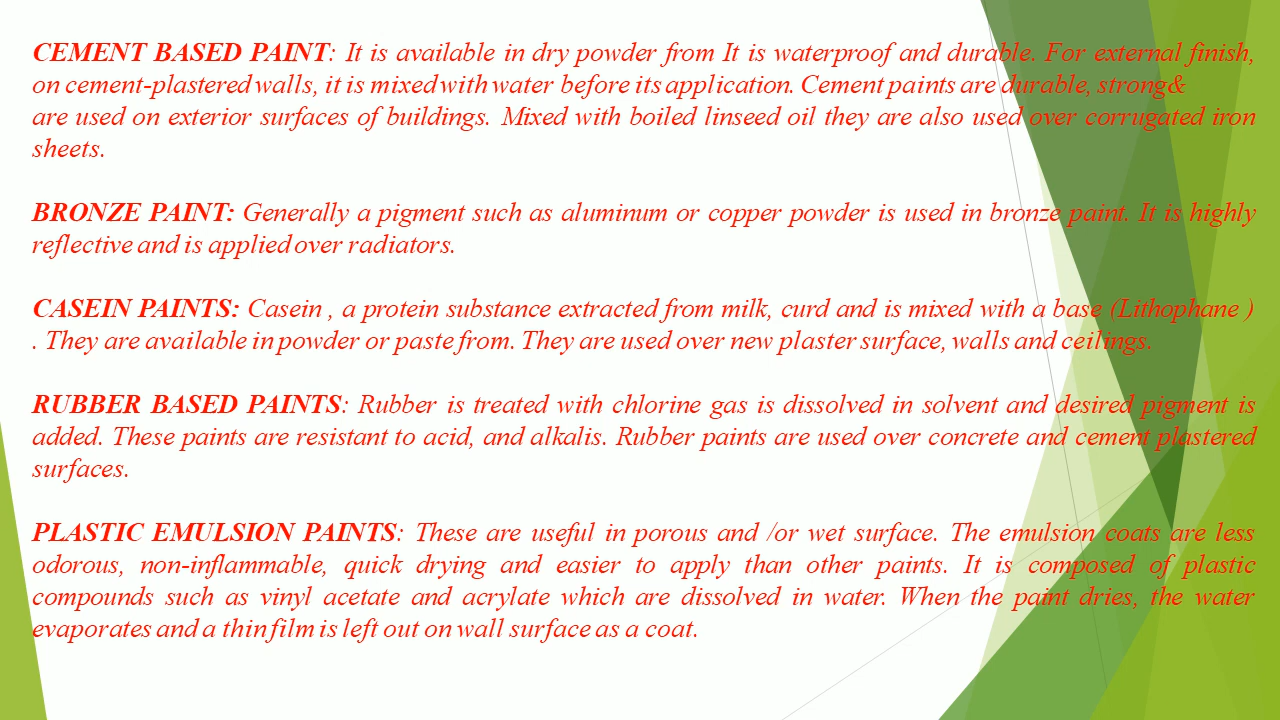 CEMENT BASED PAINT: It is available in dry powder from It is waterproof and durable. For external finish,
on cement-plastered walls, it is mixed with water before its application. Cement paints are durable, strong&
are used on exterior surfaces of buildings. Mixed with boiled linseed oil they are also used over corrugated iron
sheets.
BRONZE PAINT: Generally a pigment such as aluminum or copper powder is used in bronze paint. It is highly
reflective and is applied over radiators.
CASEIN PAINTS: Casein , a protein substance extracted from milk, curd and is mixed with a base (Lithophane )
. They are available in powder or paste from. They are used over new plaster surface, walls and ceilings.
RUBBER BASED PAINTS: Rubber is treated with chlorine gas is dissolved in solvent and desired pigment is
added. These paints are resistant to acid, and alkalis. Rubber paints are used over concrete and cement plastered
surfaces.
PLASTIC EMULSION PAINTS: These are useful in porous and /or wet surface. The emulsion coats are less
odorous, non-inflammable, quick drying and easier to apply than other paints. It is composed of plastic
compounds such as vinyl acetate and acrylate which are dissolved in water. When the paint dries, the water
evaporates and a thin film is left out on wall surface as a coat.